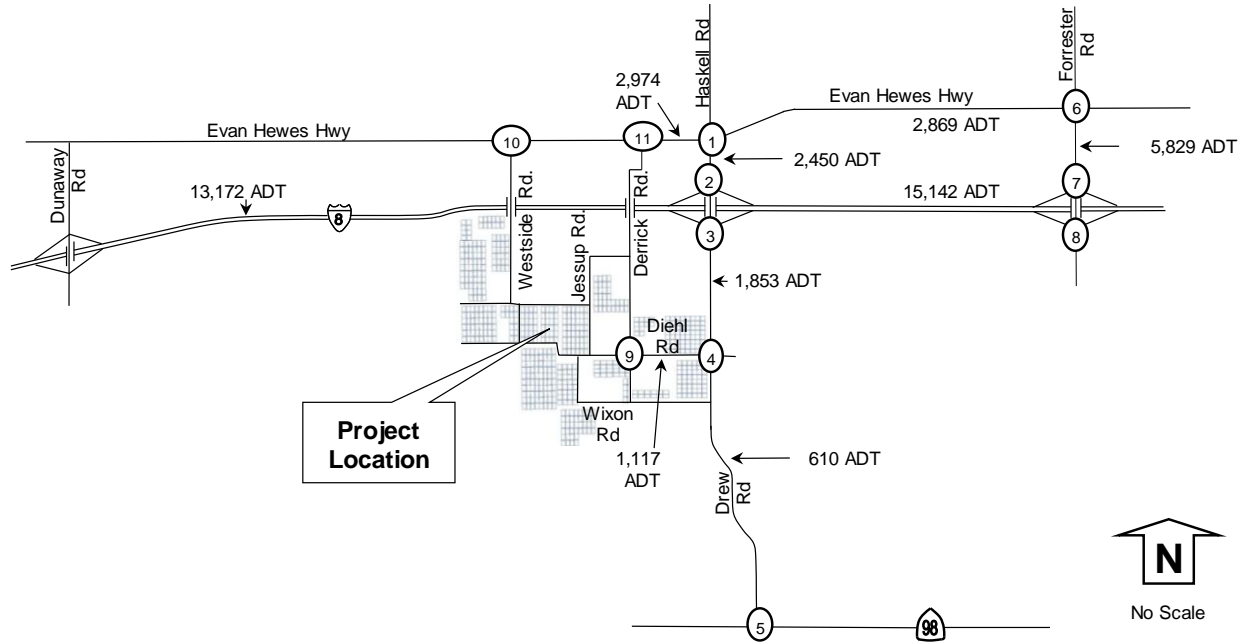 Haskell Rd
Forrester
Rd
2,974
ADT
Evan Hewes Hwy
6
2,869 ADT
Evan Hewes Hwy
10
11
1
5,829 ADT
2,450 ADT
Dunaway
Rd
13,172 ADT
8
Westside Rd.
Jessup Rd.
Derrick Rd.
2
15,142 ADT
7
3
8
1,853 ADT
Diehl
Rd
9
4
Project
Location
Wixon
Rd
1,117
ADT
610 ADT
Drew
Rd
N
No Scale
5
98